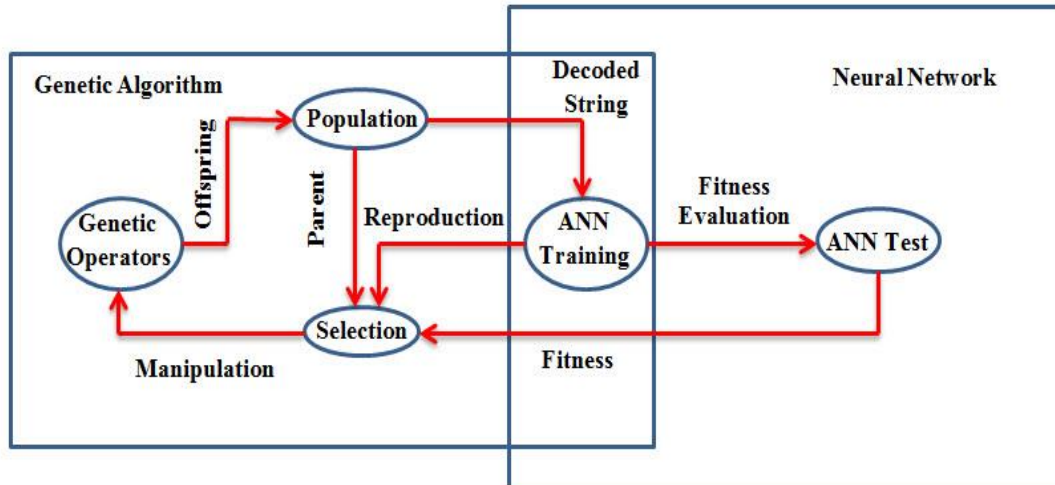 Genetic Algorithm
Decoded
String
Neural Network
Population
Offspring
Parent
Reproduction
Fitness
Evaluation
Genetic
Operators
ANN
Training
ANN Test
Selection
Manipulation
Fitness